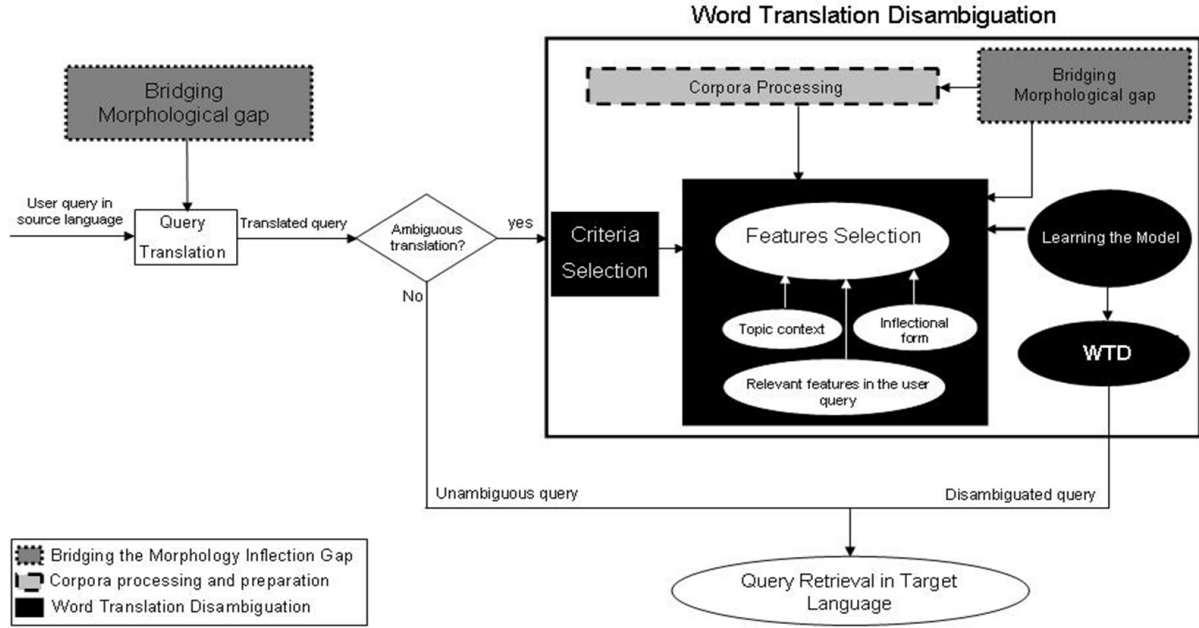 Word Translation Disambiguation
Bridging
Morphological gap
Corpora Processing
Bridging
Morphological gap
User query in
source language
Query
Translation
Translated query
Ambiguous
translation?
yes
No
Criteria
Selection
Features Selection
Topic context
Inflectional
form
Relevant features in the user
query
Learning the Model
WTD
Unambiguous query
Disambiguated query
Query Retrieval in Target
Language
Bridging the Morphology Inflection Gap
Corpora processing and preparation
Word Translation Disambiguation